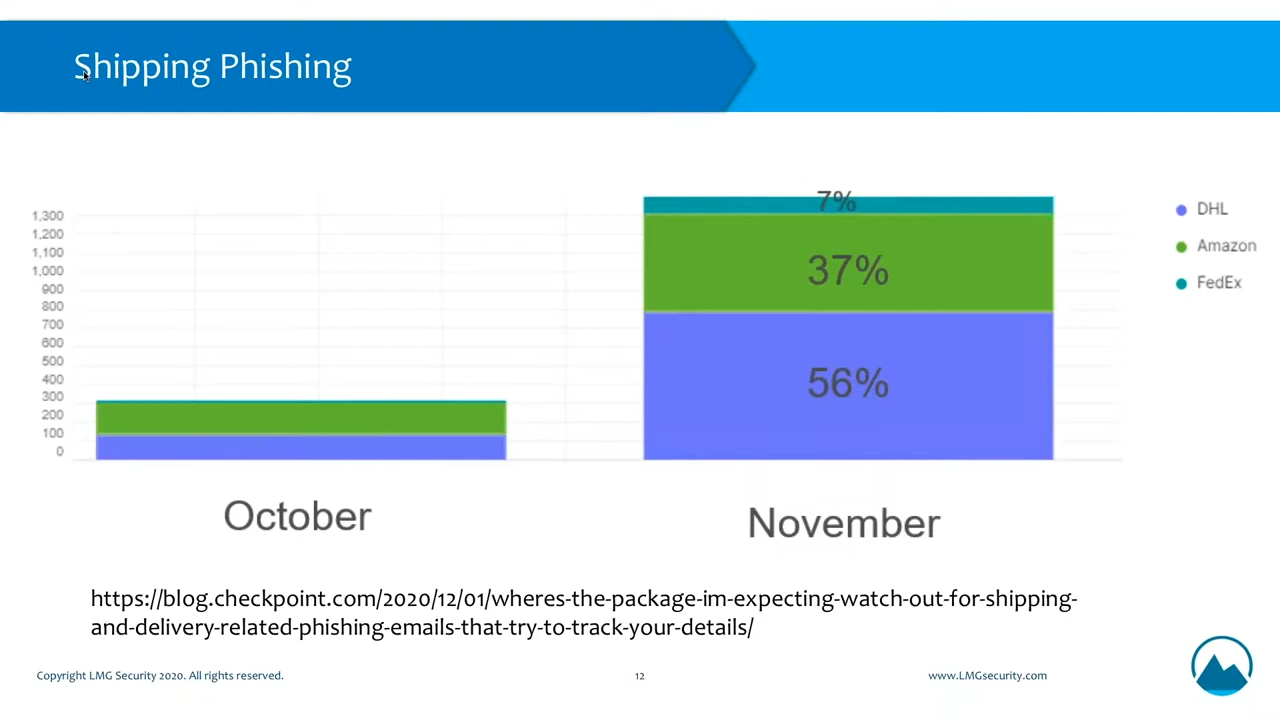 Shipping Phishing
7%
1,300
1,200
1,100
1,000
900
800
700
600
500
400
300
200
100
0
37%
56%
DHL
Amazon
FedEx
October
November
https://blog.checkpoint.com/2020/12/01/wheres-the-package-im-expecting-watch-out-for-shipping-
and-delivery-related-phishing-emails-that-try-to-track-your-details/
Copyright LMG Security 2020. All rights reserved.
12
www.LMGsecurity.com